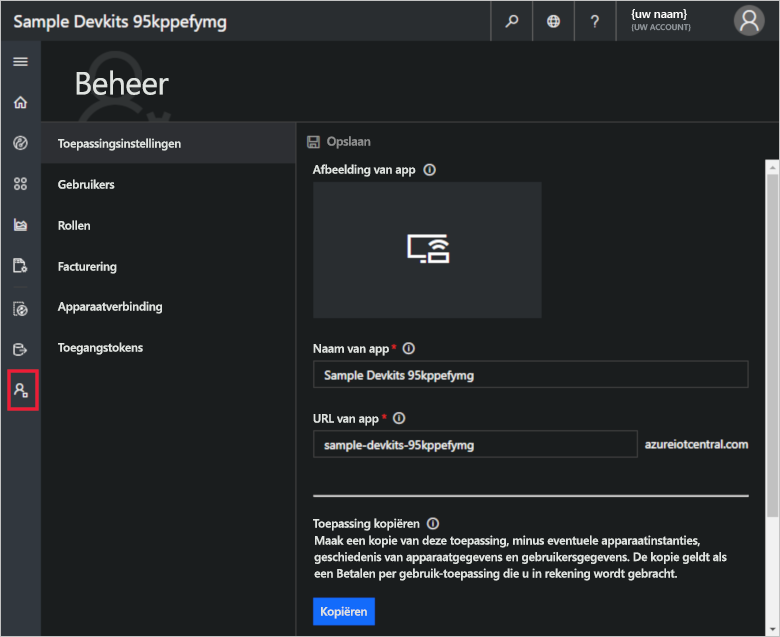 Sample Devkits 95kppefymg
?
{uw naam}
(UW ACCOUNT)
Beheer
Toepassingsinstellingen
Gebruikers
Rollen
Facturering
Apparaatverbinding
Toegangstokens
Opslaan
Afbeelding van app
Naam van app *
Sample Devkits 95kppefymg
URL van app *
sample-devkits-95kppefymg
azureiotcentral.com
Toepassing kopiëren
Maak een kopie van deze toepassing, minus eventuele apparaatinstanties,
geschiedenis van apparaatgegevens en gebruikersgegevens. De kopie geldt als
een Betalen per gebruik-toepassing die u in rekening wordt gebracht.
Kopiëren